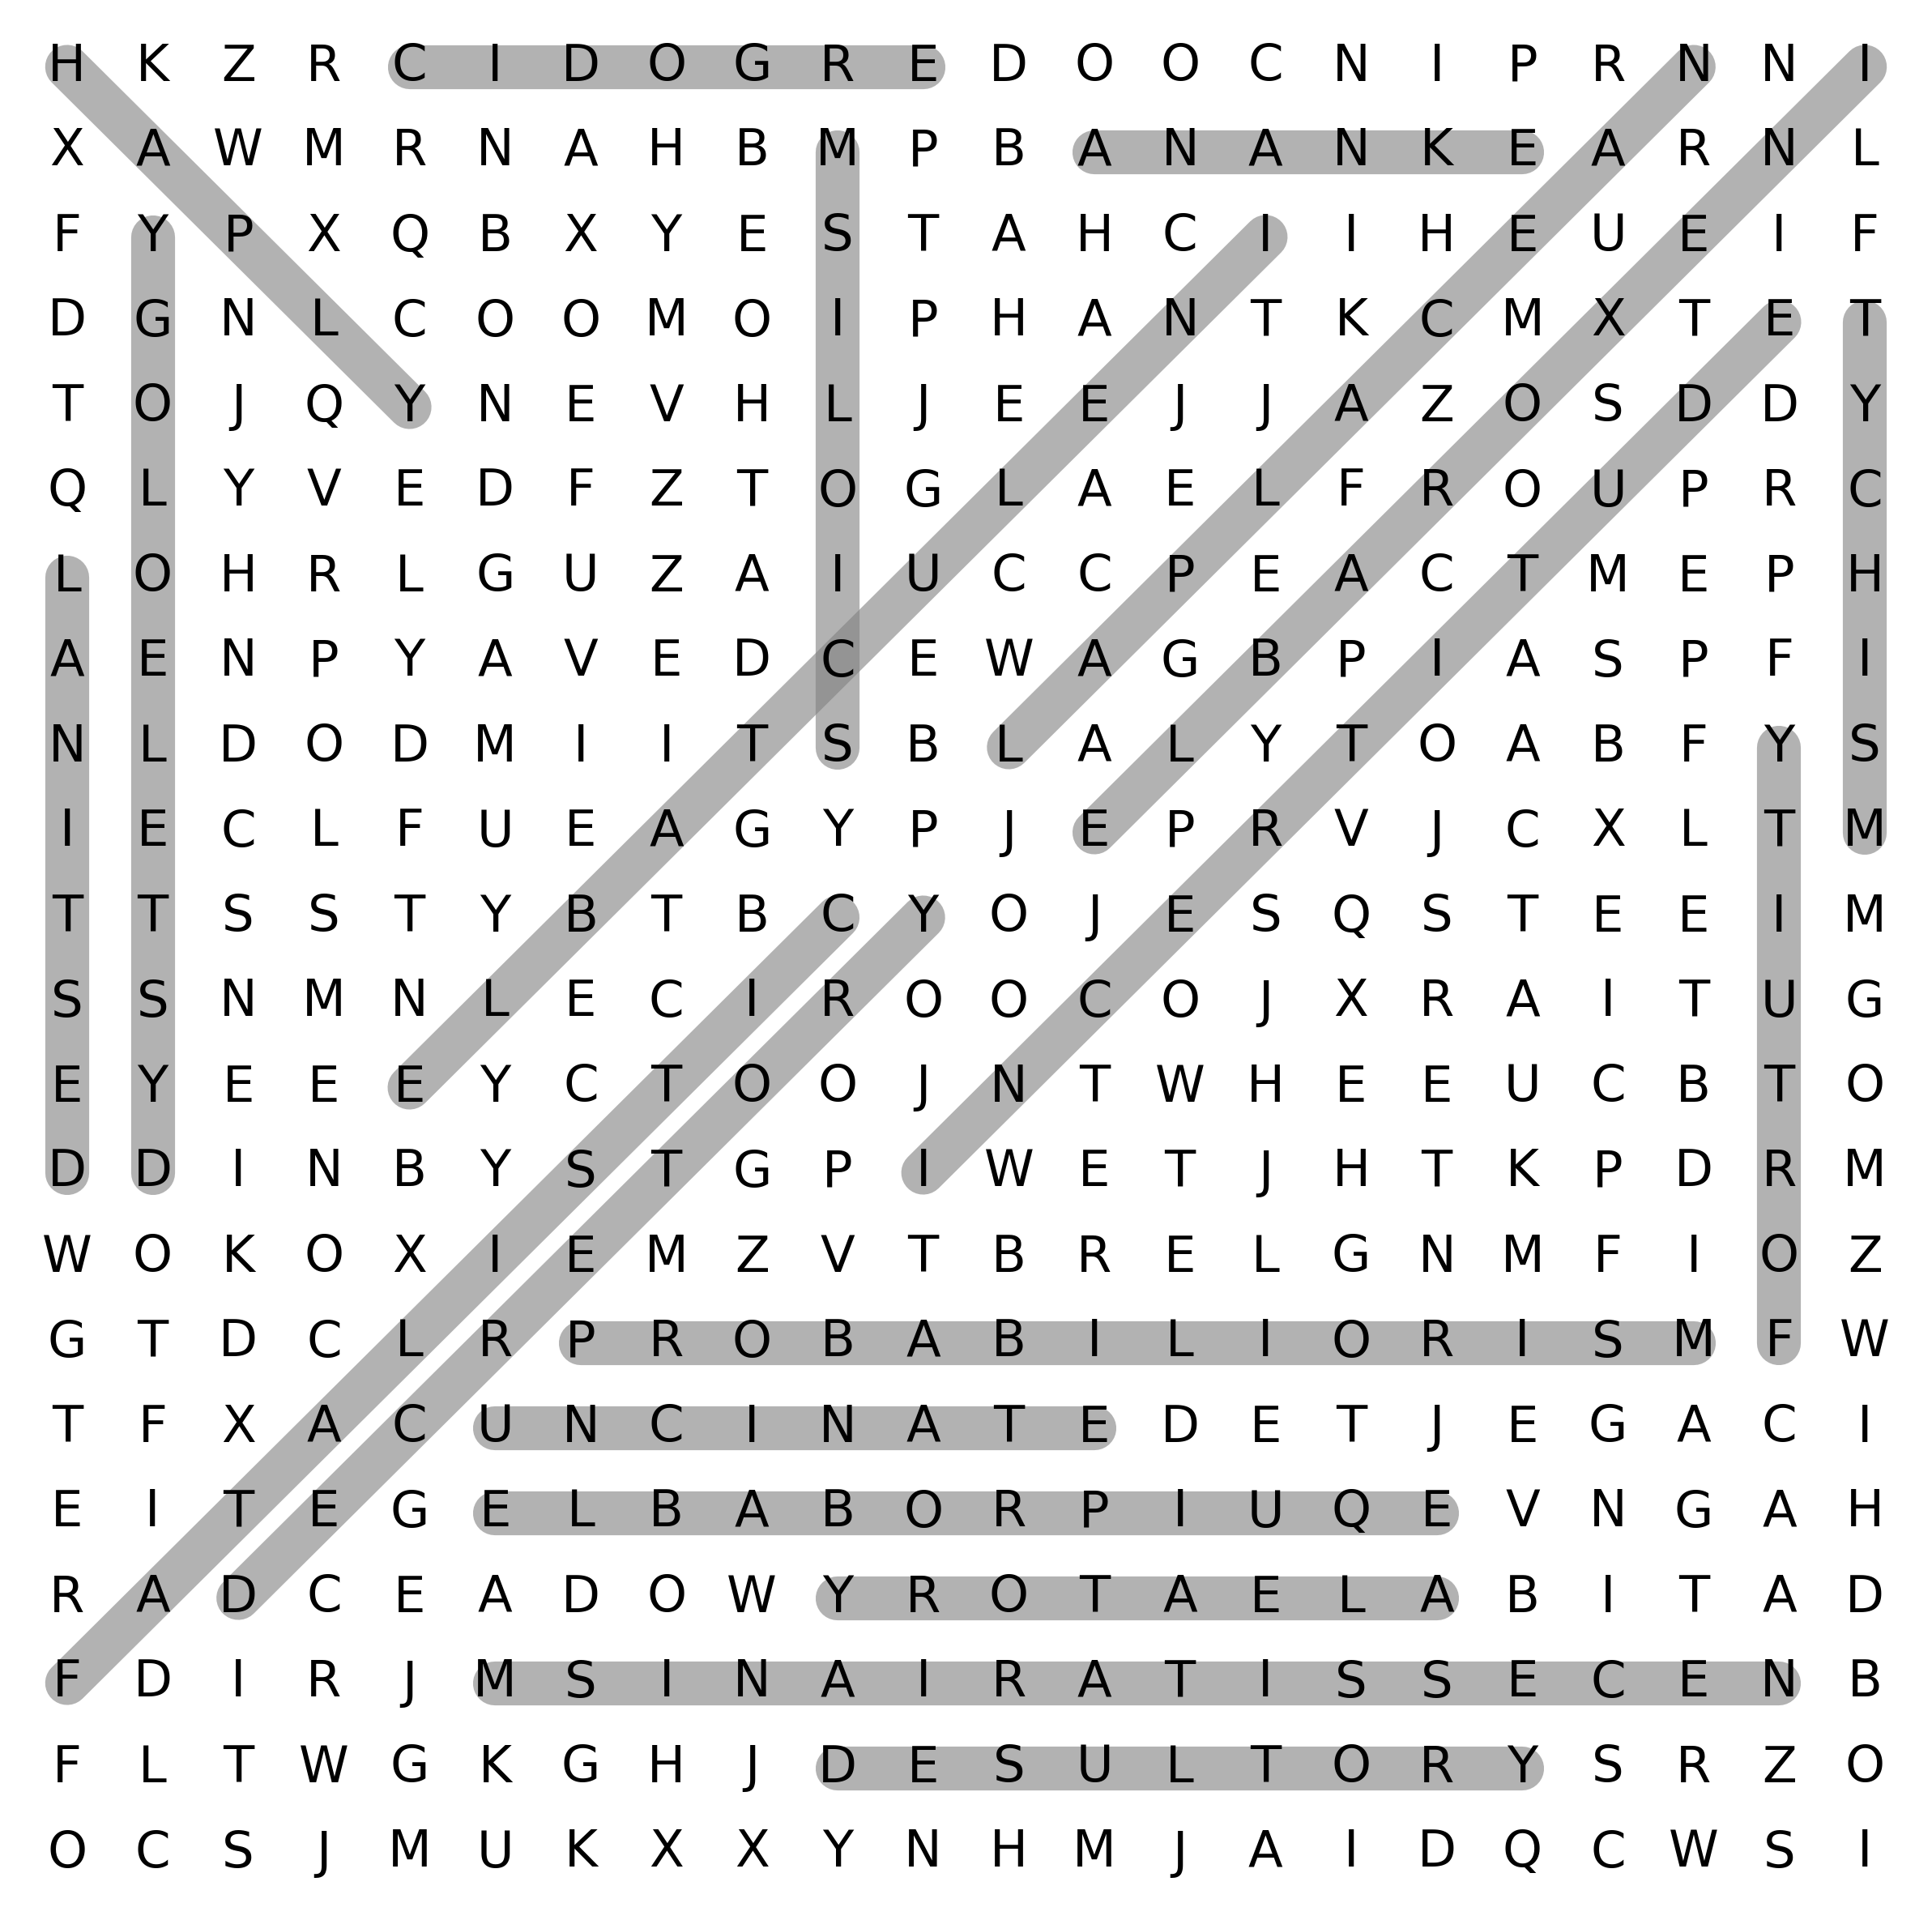 H K Z R C I D O G R E D O O C N I P R N N I
X A W M R N A H B M P B A N A N K E A R N L
F Y P X Q B X Y E S T A H C I I H E U E I F
D G N L C O O M O I P H A N T K C M X T E T
T O J Q Y N E V H L J E E J J A Z O S D D Y
Q L Y V E D F Z T O G L A E L F R O U P R C
L O H R L G U Z A I U C C P E A C T M E P H
A E N P Y A V E D C E W A G B P I A S P F I
N L D O D M I I T S B L A L Y T O A B F Y S
I E C L F U E A G Y P J E P R V J C X L T M
T T S S T Y B T B C Y O J E S Q S T E E I M
S S N M N L E C I R O O C O J X R A I T U G
E Y E E E Y C T O O J N T W H E E U C B T O
D D I N B Y S T G P I W E T J H T K P D R M
W O K O X I E M Z V T B R E L G N M F I O Z
G T D C L R P R O B A B I L I O R I S M F W
T F X A C U N C I N A T E D E T J E G A C I
E I T E G E L B A B O R P I U Q E V N G A H
R A D C E A D O W Y R O T A E L A B I T A D
F D I R J M S I N A I R A T I S S E C E N B
F L T W G K G H J D E S U L T O R Y S R Z O
O C S J M U K X X Y N H M J A I D Q C W S I